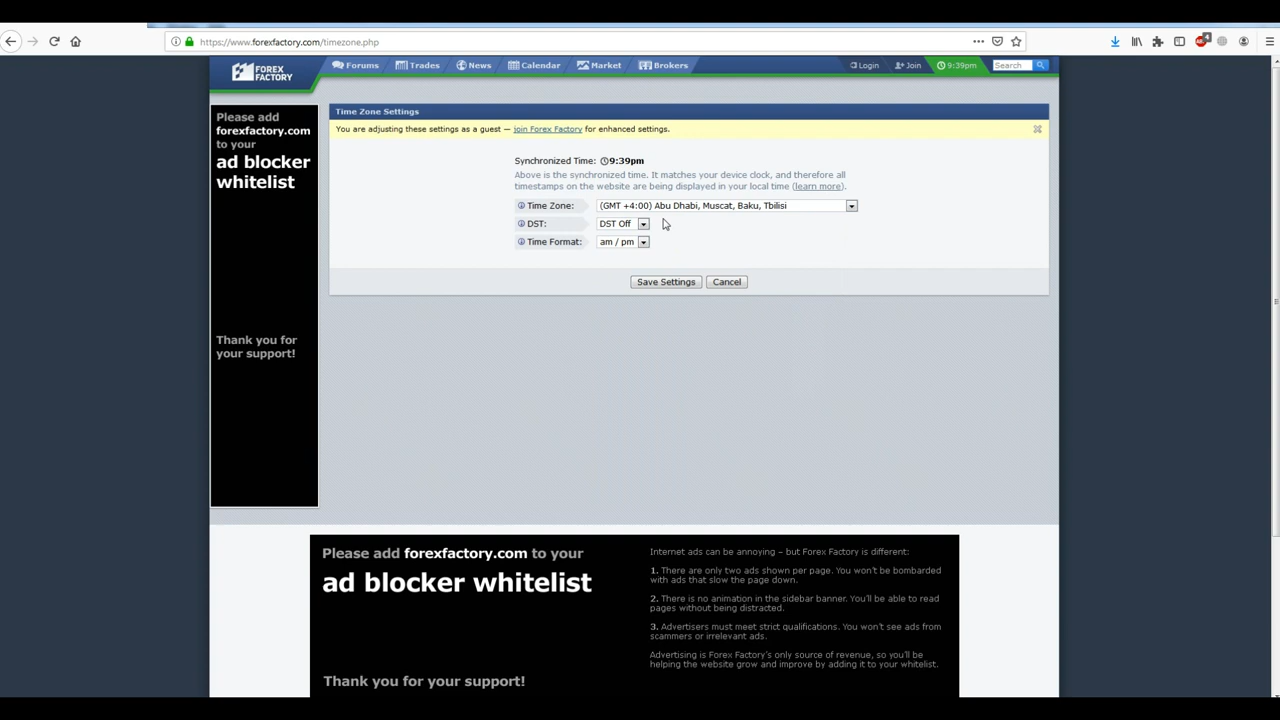 https://www.forexfactory.com/timezone.php
4
FOREX
FACTORY
Forums
Trades
News
Calendar
Market
Brokers
Login
Join
9:39pm
Search
Please add
forexfactory.com
to your
ad blocker
whitelist
Thank you for
your support!
Time Zone Settings
You are adjusting these settings as a guest — join Forex Factory for enhanced settings.
Synchronized Time: 9:39pm
Above is the synchronized time. It matches your device clock, and therefore all
timestamps on the website are being displayed in your local time (learn more).
Time Zone: (GMT +4:00) Abu Dhabi, Muscat, Baku, Tbilisi
DST: DST Off
Time Format: am / pm
Save Settings
Cancel
Please add forexfactory.com to your
ad blocker whitelist
Thank you for your support!
Internet ads can be annoying – but Forex Factory is different:
1. There are only two ads shown per page. You won't be bombarded
with ads that slow the page down.
2. There is no animation in the sidebar banner. You'll be able to read
pages without being distracted.
3. Advertisers must meet strict qualifications. You won't see ads from
scammers or irrelevant ads.
Advertising is Forex Factory's only source of revenue, so you'll be
helping the website grow and improve by adding it to your whitelist.